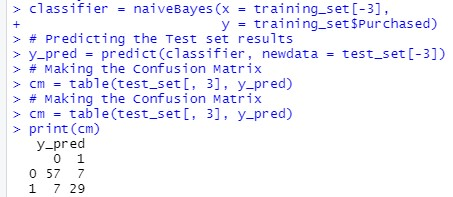 > classifier = naiveBayes(x = training_set[-3],
+                         y = training_set$Purchased)
> # Predicting the Test set results
> y_pred = predict(classifier, newdata = test_set[-3])
> # Making the Confusion Matrix
> cm = table(test_set[, 3], y_pred)
> # Making the Confusion Matrix
> cm = table(test_set[, 3], y_pred)
> print(cm)
   y_pred
     0  1
  0 57  7
  1  7 29